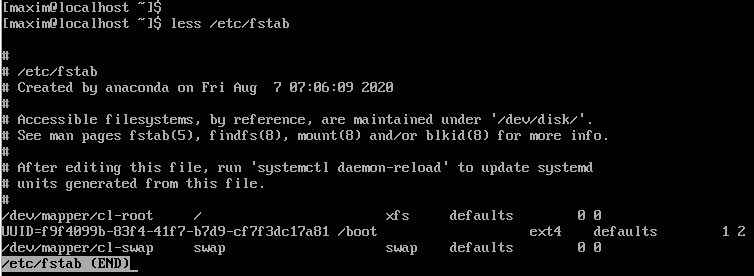 [maxim@localhost ~]$
[maxim@localhost ~]$ less /etc/fstab
#
# /etc/fstab
# Created by anaconda on Fri Aug  7 07:06:09 2020
#
# Accessible filesystems, by reference, are maintained under '/dev/disk/'.
# See man pages fstab(5), findfs(8), mount(8) and/or blkid(8) for more info.
#
# After editing this file, run 'systemctl daemon-reload' to update systemd
# units generated from this file.
#
/dev/mapper/cl-root     /                       xfs     defaults        0 0
UUID=f9f4099b-83f4-41f7-b7d9-cf7f3dc17a81 /boot                   ext4    defaults        1 2
/dev/mapper/cl-swap     swap                    swap    defaults        0 0
/etc/fstab (END)